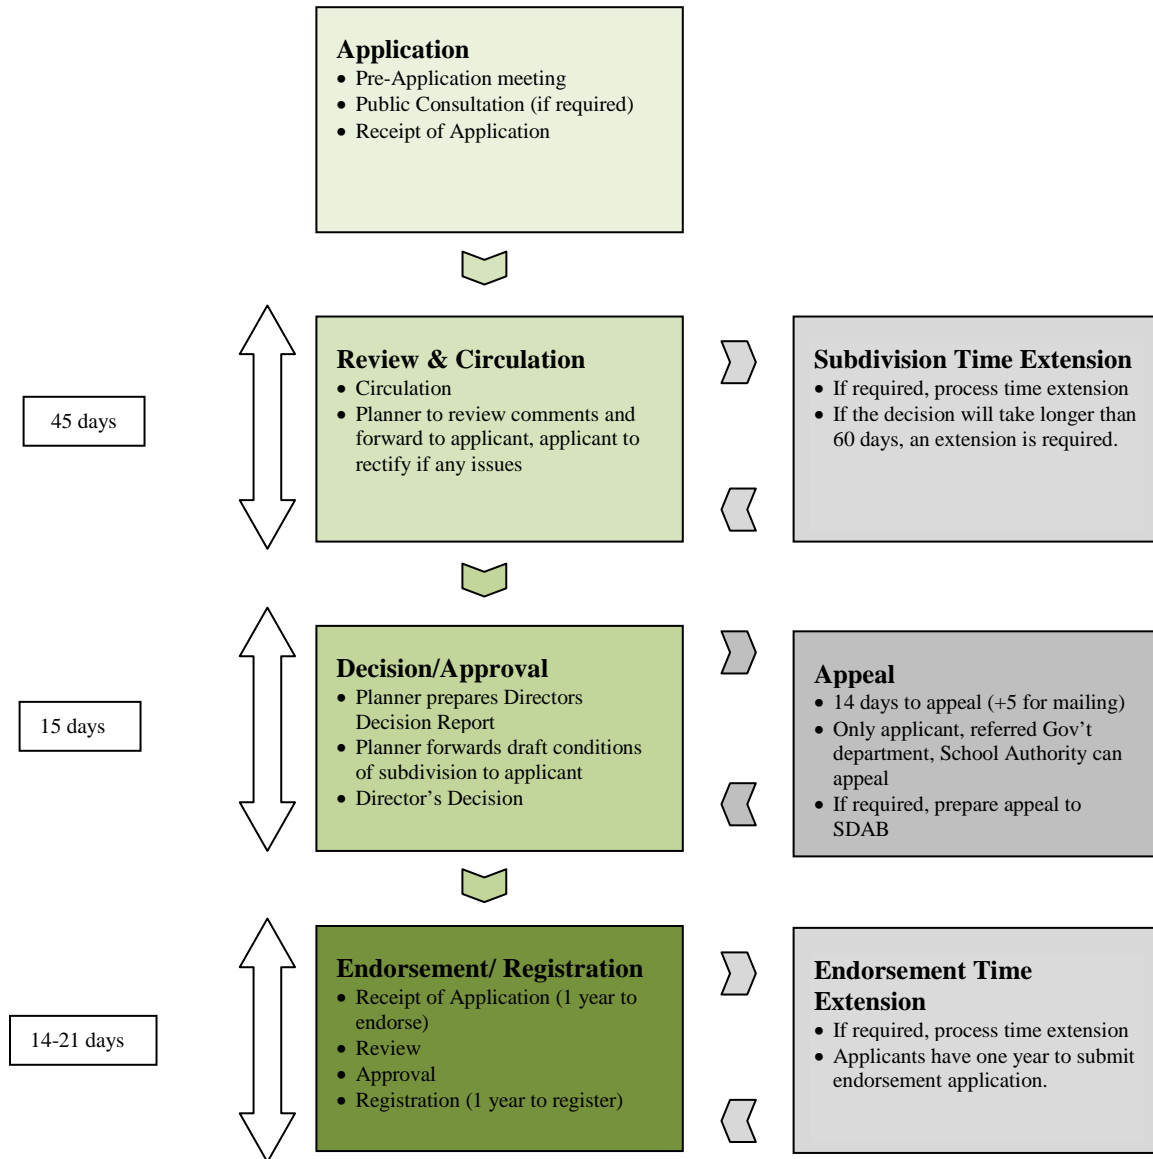 Application
• Pre-Application meeting
• Public Consultation (if required)
• Receipt of Application
45 days
Review & Circulation
• Circulation
• Planner to review comments and
forward to applicant, applicant to
rectify if any issues
Subdivision Time Extension
• If required, process time extension
• If the decision will take longer than
60 days, an extension is required.
15 days
Decision/Approval
• Planner prepares Directors
Decision Report
• Planner forwards draft conditions
of subdivision to applicant
• Director’s Decision
Appeal
• 14 days to appeal (+5 for mailing)
• Only applicant, referred Gov’t
department, School Authority can
appeal
• If required, prepare appeal to
SDAB
14-21 days
Endorsement/ Registration
• Receipt of Application (1 year to
endorse)
• Review
• Approval
• Registration (1 year to register)
Endorsement Time
Extension
• If required, process time extension
• Applicants have one year to submit
endorsement application.